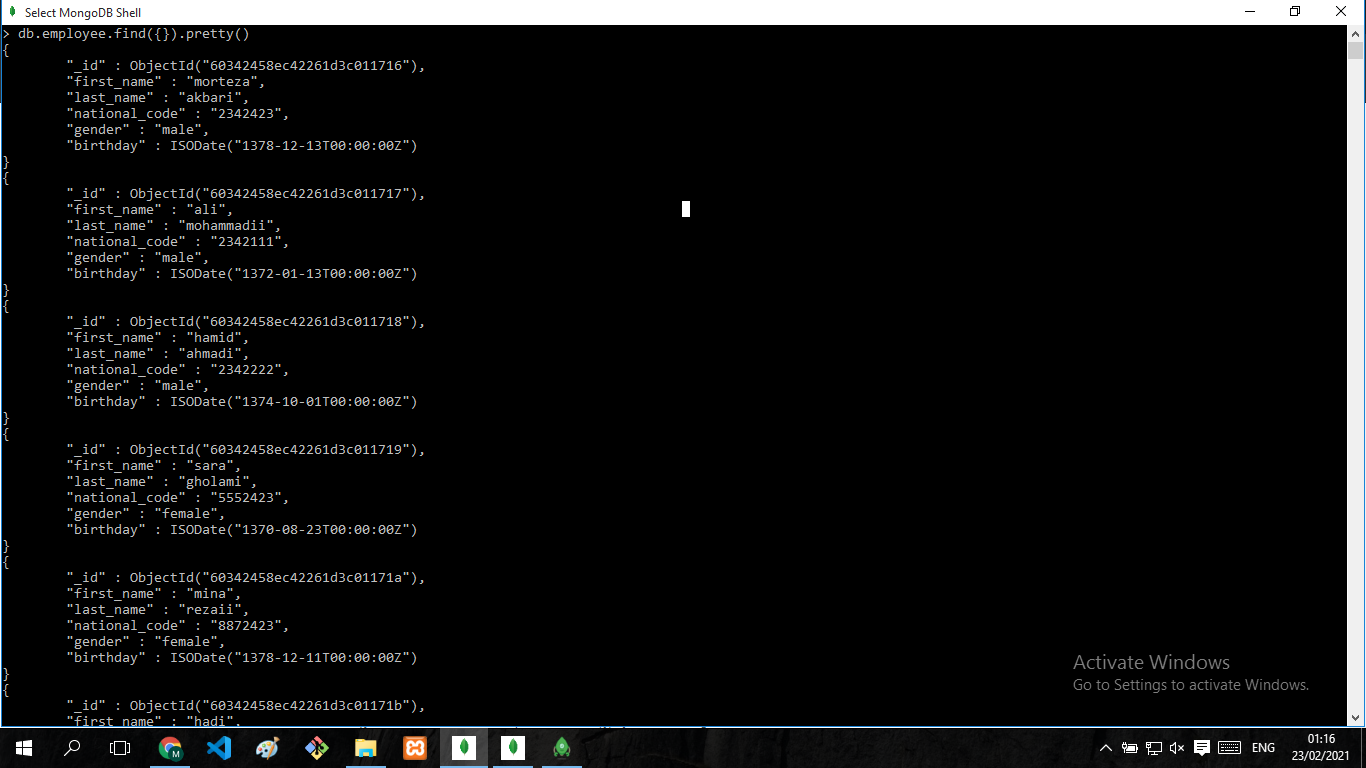 Select MongoDB Shell
> db.employee.find({}).pretty()
{
"_id" : ObjectId("60342458ec42261d3c011716"),
"first_name" : "morteza",
"last_name" : "akbari",
"national_code" : "2342423",
"gender" : "male",
"birthday" : ISODate("1378-12-13T00:00:00Z")
}
{
"_id" : ObjectId("60342458ec42261d3c011717"),
"first_name" : "ali",
"last_name" : "mohammadii",
"national_code" : "2342111",
"gender" : "male",
"birthday" : ISODate("1372-01-13T00:00:00Z")
}
{
"_id" : ObjectId("60342458ec42261d3c011718"),
"first_name" : "hamid",
"last_name" : "ahmadi",
"national_code" : "2342222",
"gender" : "male",
"birthday" : ISODate("1374-10-01T00:00:00Z")
}
{
"_id" : ObjectId("60342458ec42261d3c011719"),
"first_name" : "sara",
"last_name" : "gholami",
"national_code" : "5552423",
"gender" : "female",
"birthday" : ISODate("1370-08-23T00:00:00Z")
}
{
"_id" : ObjectId("60342458ec42261d3c01171a"),
"first_name" : "mina",
"last_name" : "rezaii",
"national_code" : "8872423",
"gender" : "female",
"birthday" : ISODate("1378-12-11T00:00:00Z")
}
{
"_id" : ObjectId("60342458ec42261d3c01171b"),
"first_name" : "hadi",
Activate Windows
Go to Settings to activate Windows.
M
ENG
01:16
23/02/2021